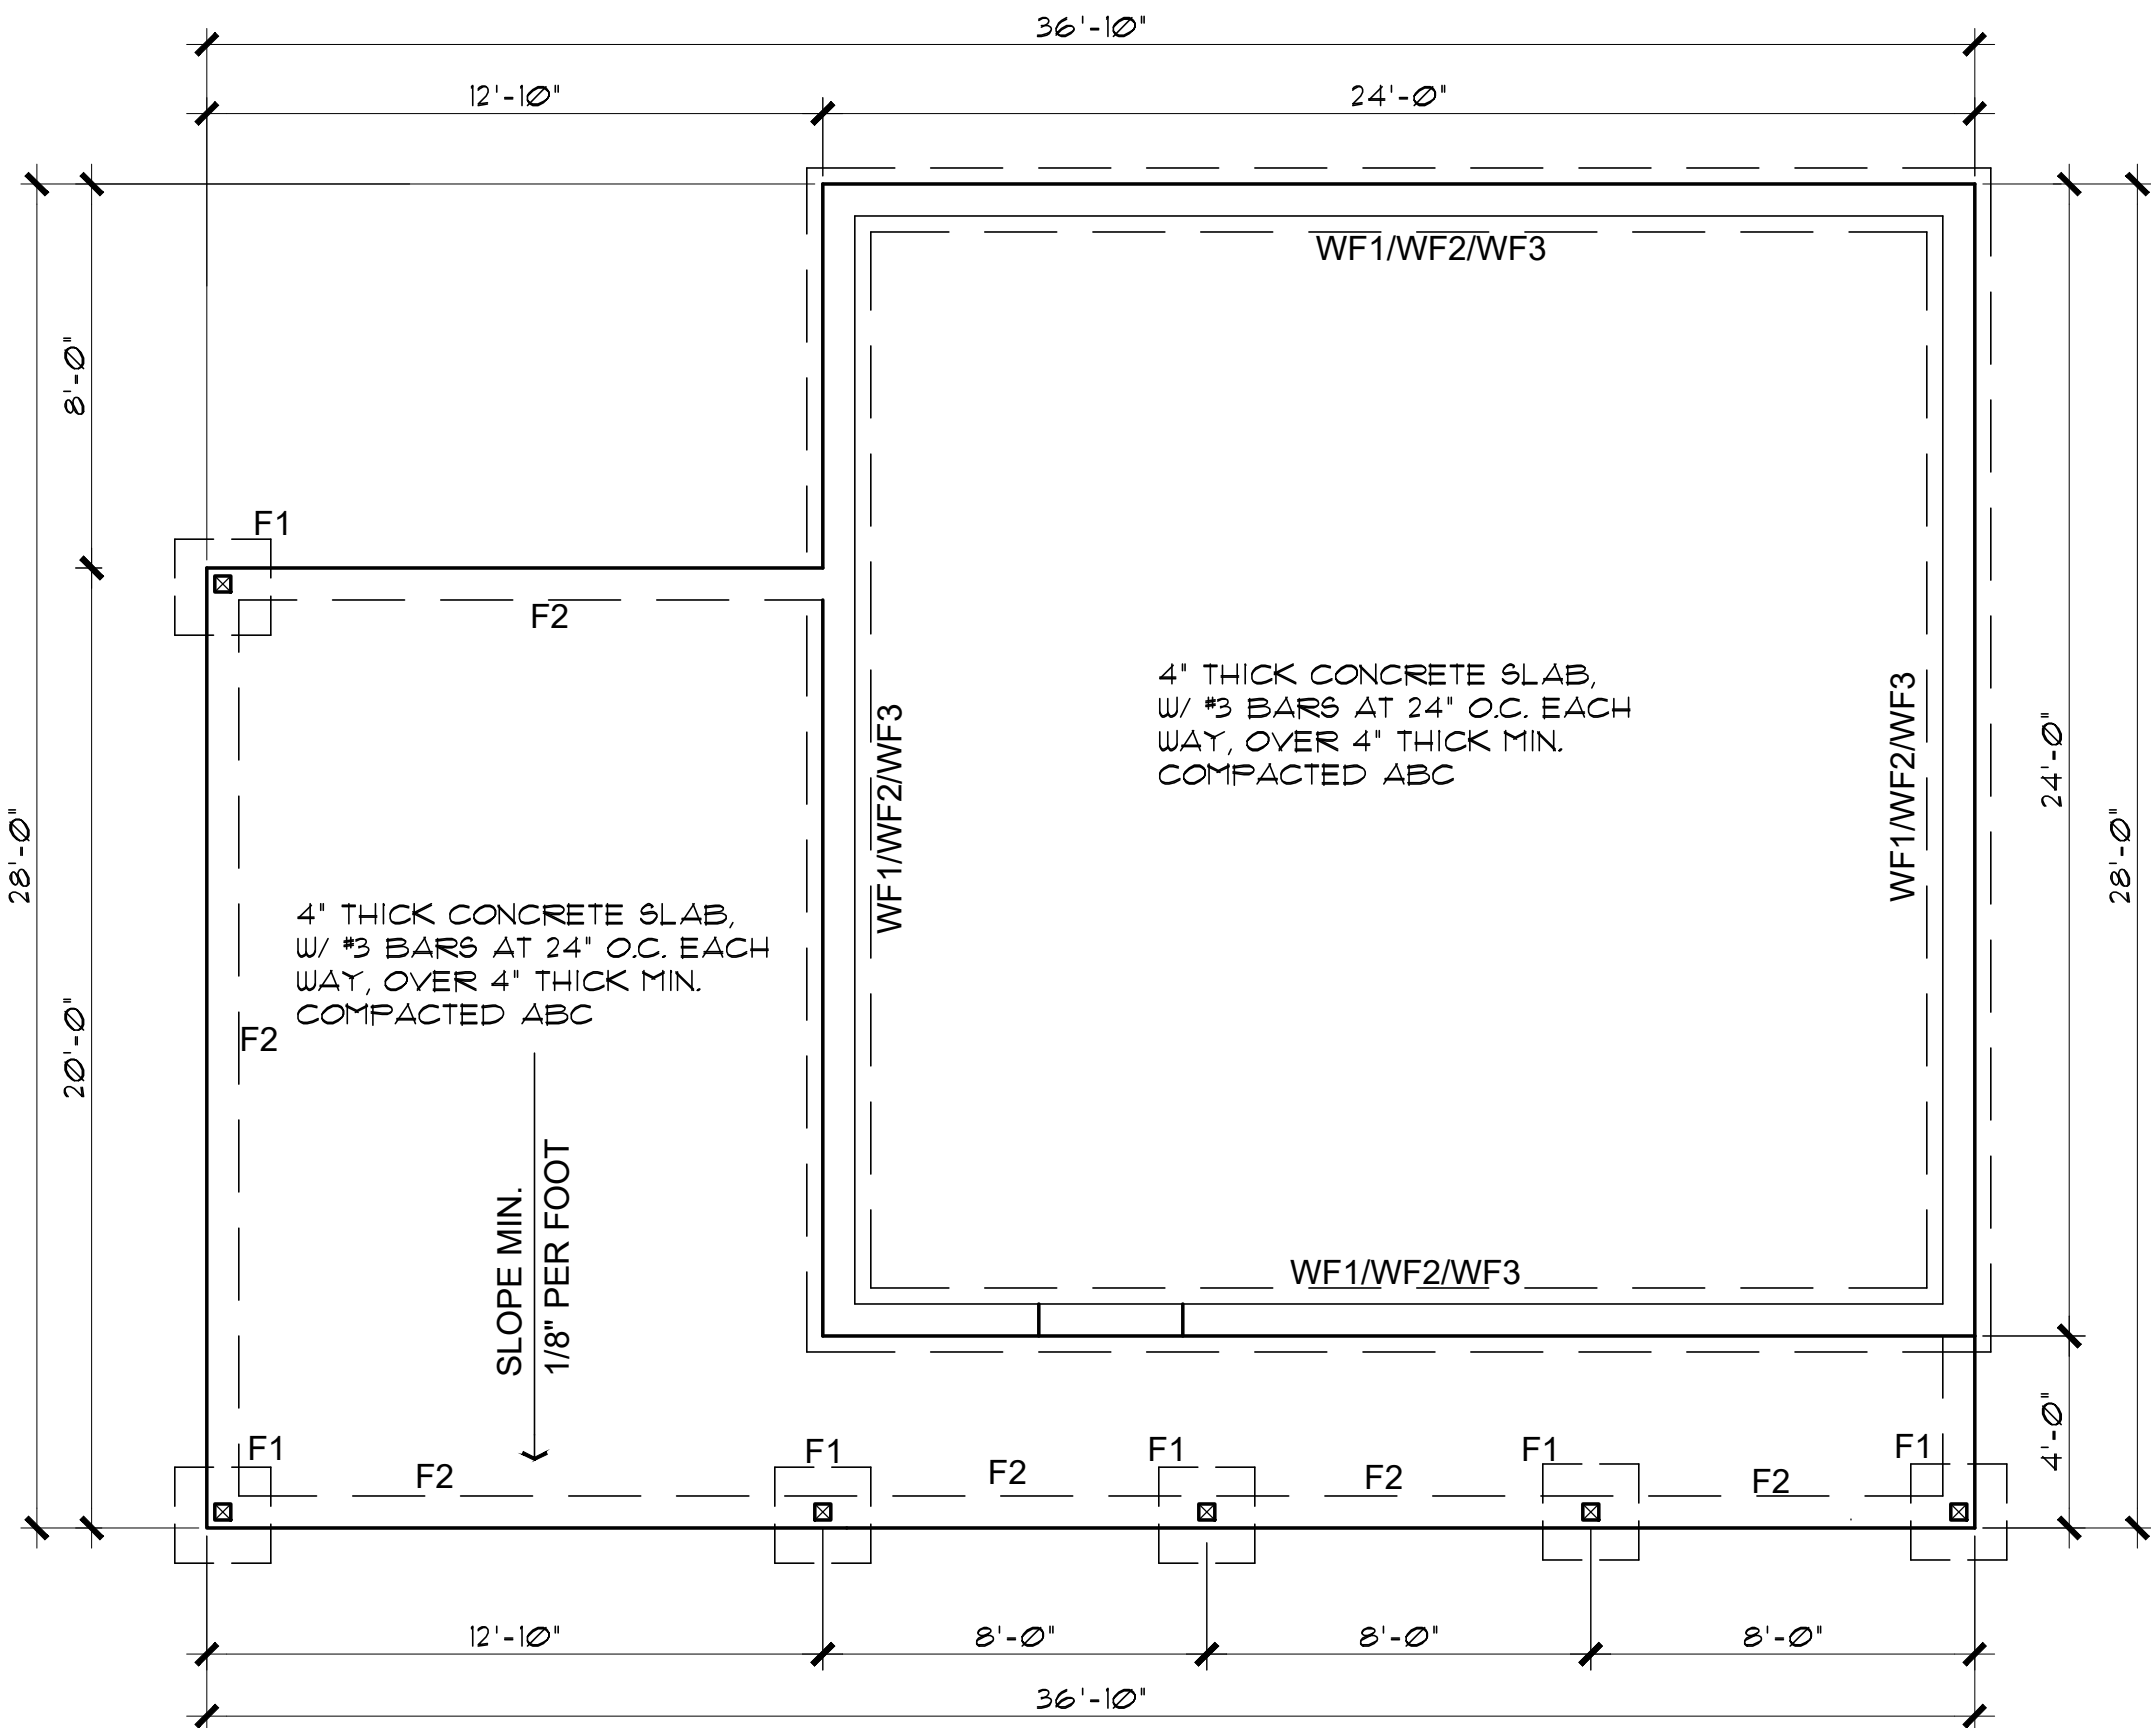 36'-10"
12'-10"
24'-0"
WF1/WF2/WF3
8'-0"
F1
F2
4" THICK CONCRETE SLAB,
W/ #3 BARS AT 24" O.C. EACH
WAY, OVER 4" THICK MIN.
COMPACTED ABC
WF1/WF2/WF3
WF1/WF2/WF3
24'-0"
28'-0"
28'-0"
4" THICK CONCRETE SLAB,
W/ #3 BARS AT 24" O.C. EACH
WAY, OVER 4" THICK MIN.
COMPACTED ABC
20'-0"
F2
SLOPE MIN.
1/8" PER FOOT
WF1/WF2/WF3
4'-0"
F1
F1
F1
F1
F1
F2
F2
F2
F2
12'-10"
8'-0"
8'-0"
8'-0"
36'-10"